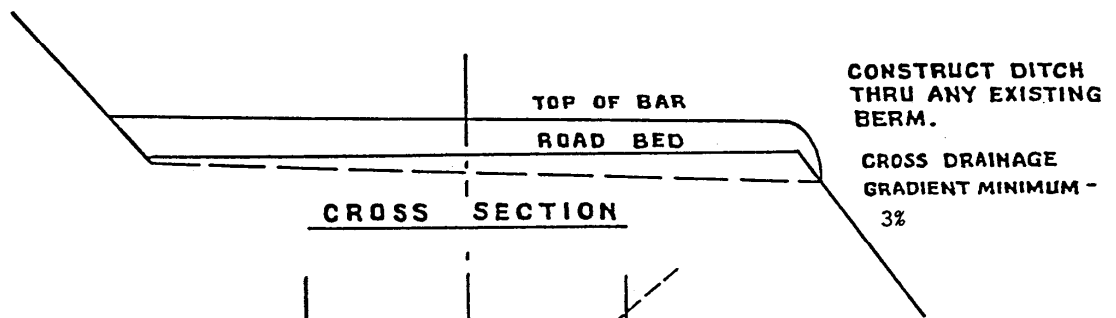 TOP OF BAR
ROAD BED
CROSS SECTION
CONSTRUCT DITCH
THRU ANY EXISTING
BERM.
CROSS DRAINAGE
GRADIENT MINIMUM -
3%